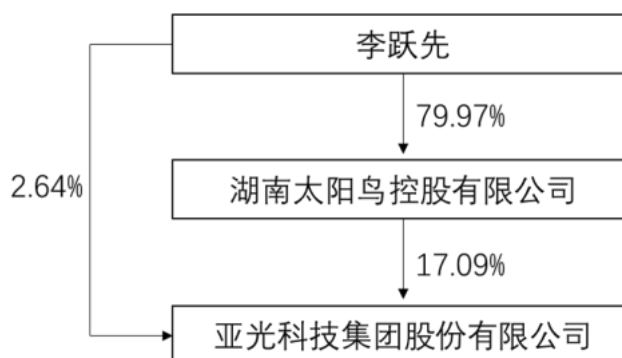 李跃先
79.97%
2.64%
湖南太阳鸟控股有限公司
17.09%
亚光科技集团股份有限公司